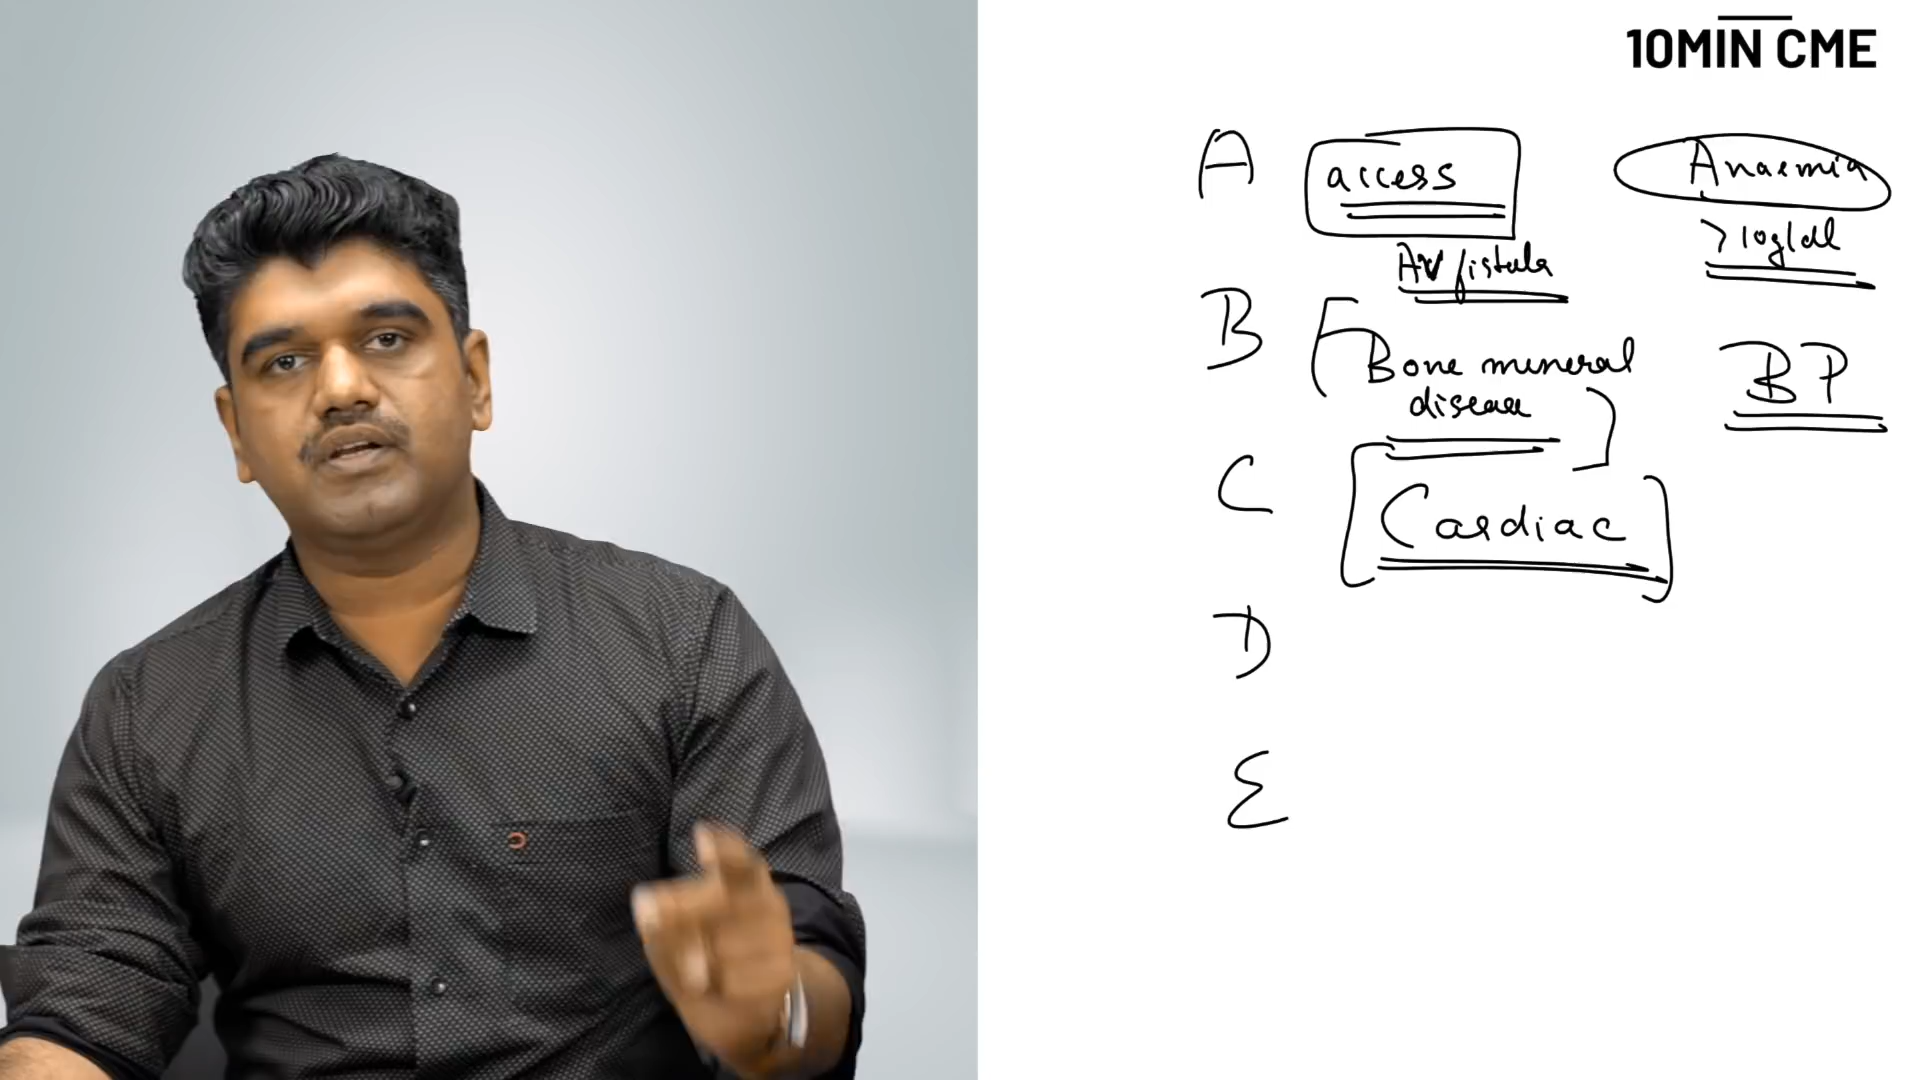 10MIN CME
A access Anaemia
AV fistula >10g/dl
B Bone mineral BP
disease
C Cardiac
D
E